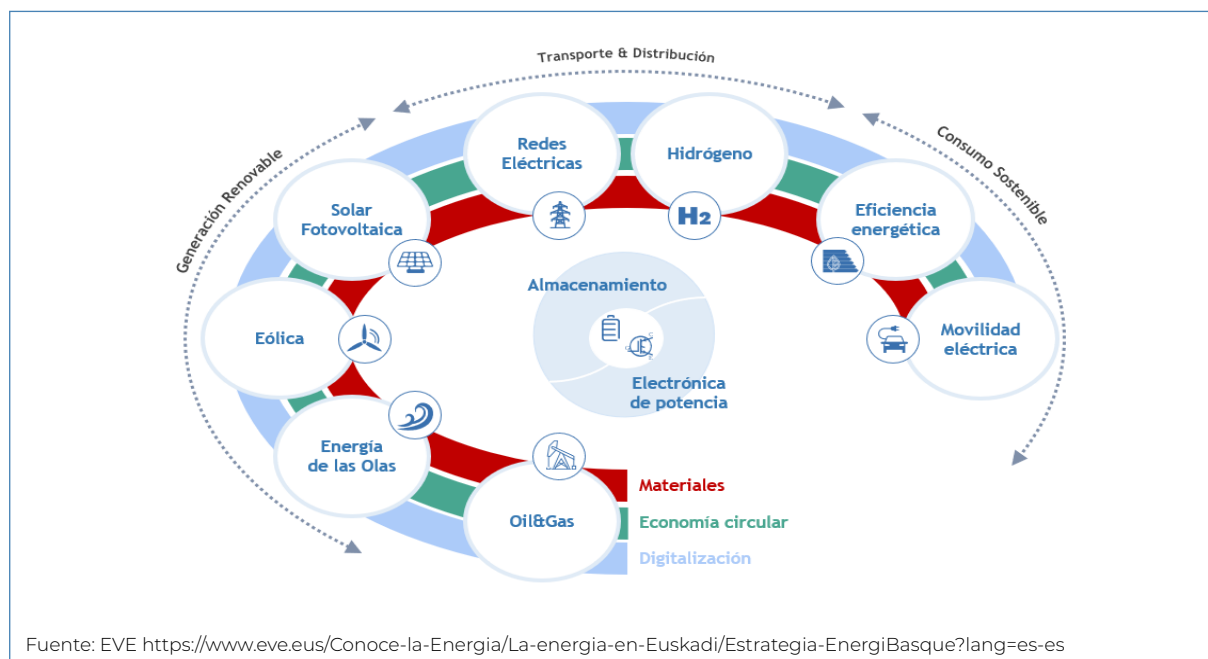 Transporte & Distribución
Generación Renovable
Consumo Sostenible
Redes
Eléctricas
Hidrógeno
H2
Solar
Fotovoltaica
Eficiencia
energética
Eólica
Almacenamiento
Electrónica
de potencia
Movilidad
eléctrica
Energía
de las Olas
Oil&Gas
Materiales
Economía circular
Digitalización
Fuente: EVE https://www.eve.eus/Conoce-la-Energia/La-energia-en-Euskadi/Estrategia-EnergiBasque?lang=es-es